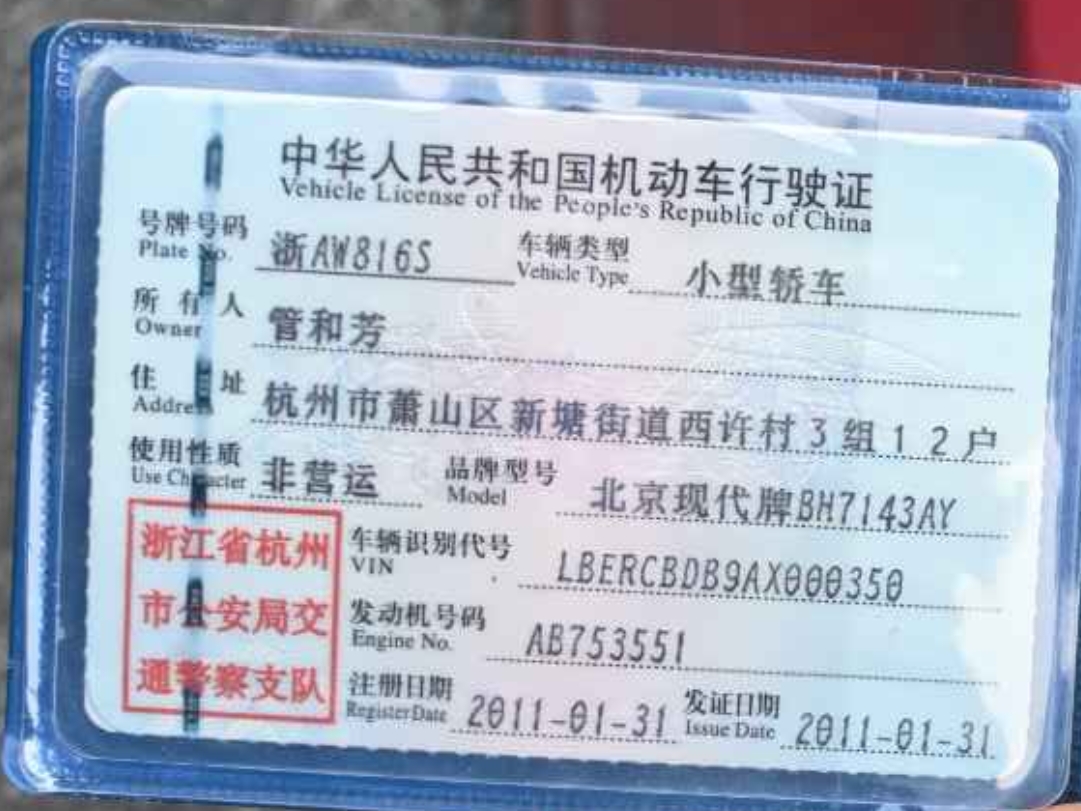 中华人民共和国机动车行驶证
Vehicle License of the People's Republic of China
号牌号码 浙AW816S 车辆类型 小型轿车
Plate No. Vehicle Type
所有人 管和芳
Owner
住址 杭州市萧山区新塘街道西许村3组12户
Address
使用性质 非营运 品牌型号 北京现代牌BH7143AY
Use Character Model
浙江省杭州
市公安局交
通警察支队
车辆识别代号 LBERCBDB9AX000350
VIN
发动机号码 AB753551
Engine No.
注册日期 2011-01-31 发证日期 2011-01-31
Register Date Issue Date